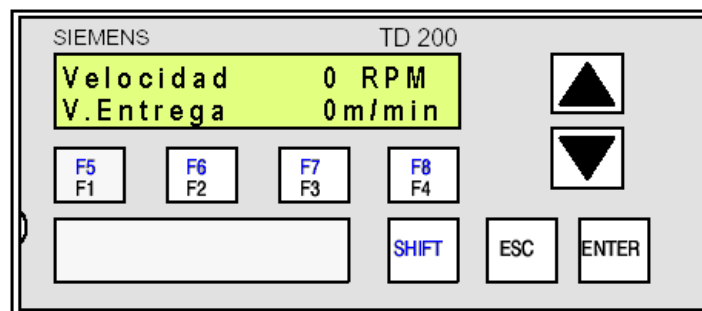 SIEMENS TD 200
Velocidad 0 RPM
V.Entrega 0m/min
F5 F6 F7 F8
F1 F2 F3 F4
SHIFT ESC ENTER